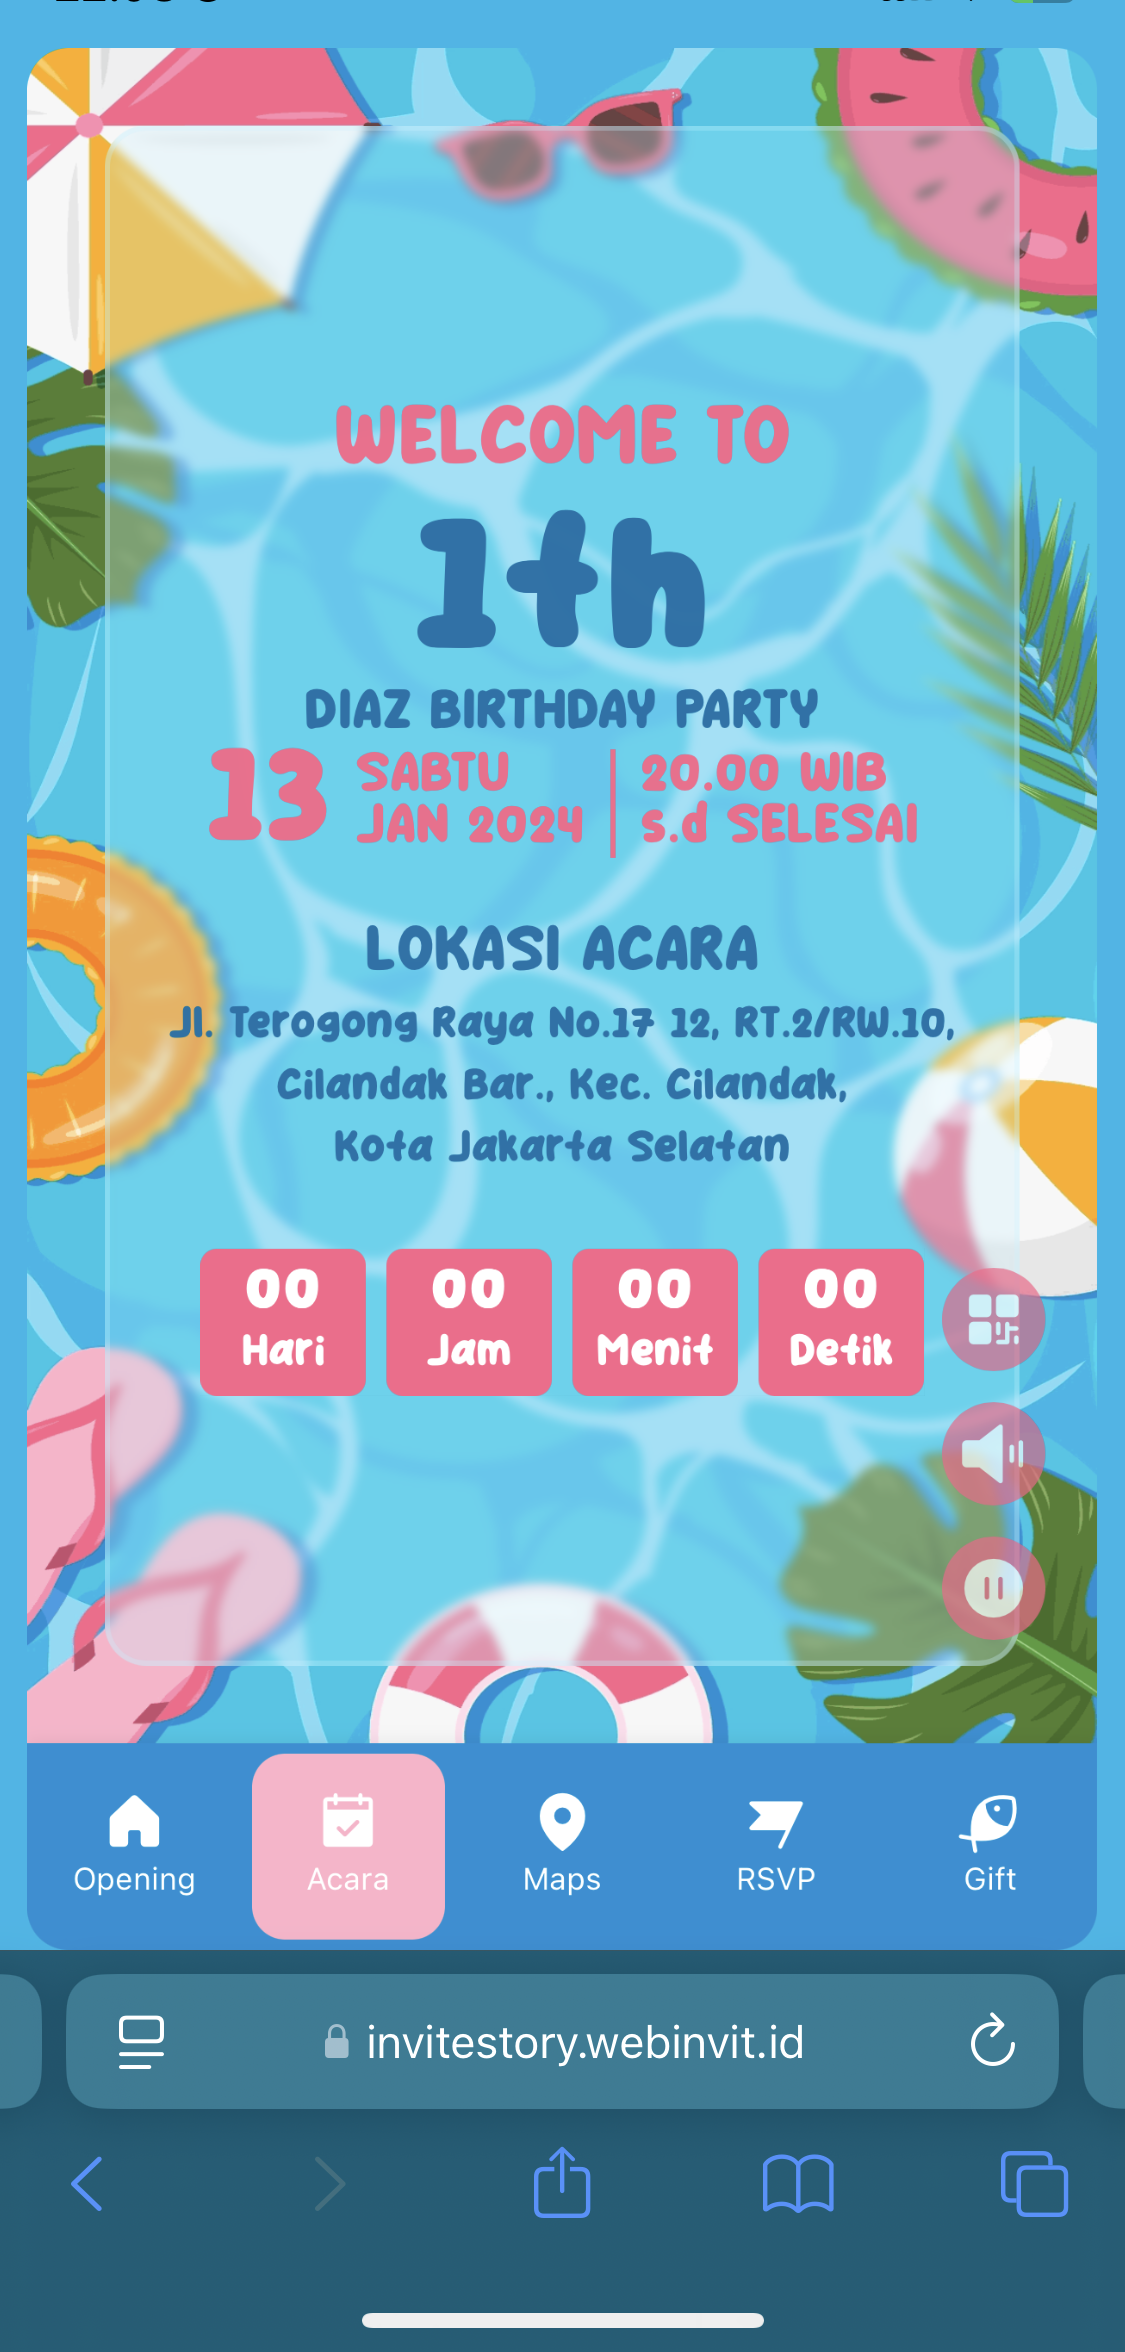 WELCOME TO
1th
DIAZ BIRTHDAY PARTY
13 SABTU
JAN 2024
20.00 WIB
s.d SELESAI
LOKASI ACARA
Jl. Terogong Raya No.17 12, RT.2/RW.10,
Cilandak Bar., Kec. Cilandak,
Kota Jakarta Selatan
00 00 00 00
Hari Jam Menit Detik
Opening Acara Maps RSVP Gift
invitestory.webinvit.id